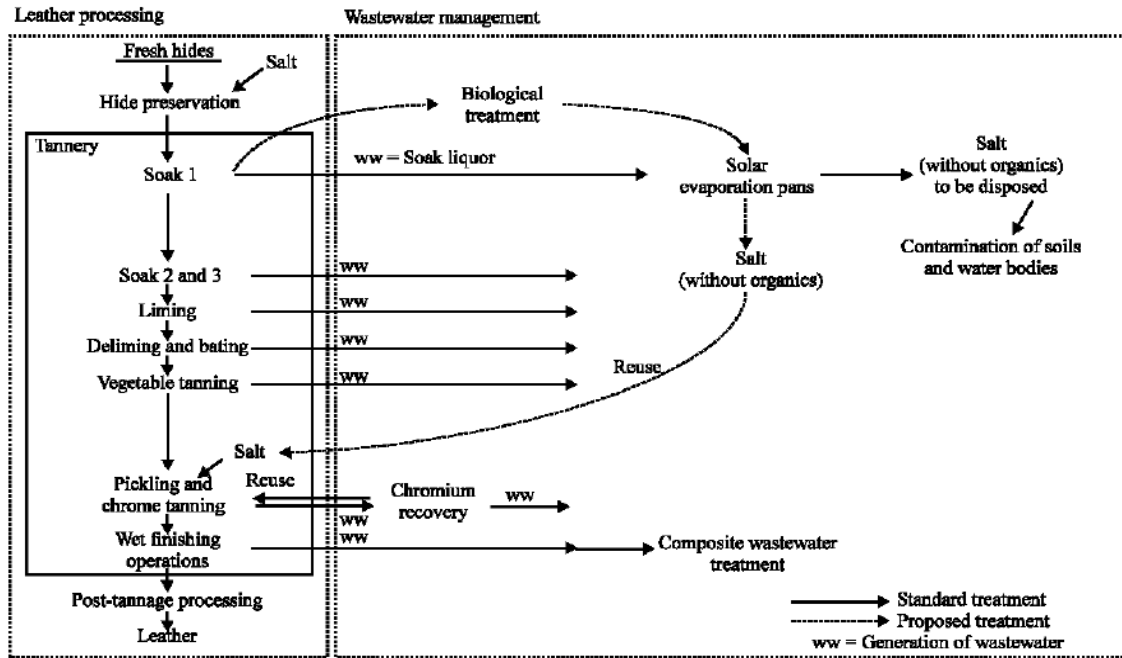 Leather processing
Wastewater management
Fresh hides
Salt
Hide preservation
Biological
treatment
Tannery
Soak 1
ww = Soak liquor
Solar
evaporation pans
Salt
(without organics)
to be disposed
Contamination of soils
and water bodies
Salt
(without organics)
Soak 2 and 3
ww
Liming
ww
Deliming and bating
ww
Vegetable tanning
ww
Reuse
Salt
Pickling and
chrome tanning
Reuse
ww
Chromium
recovery
ww
Wet finishing
operations
ww
Composite wastewater
treatment
Post-tannage processing
Leather
Standard treatment
Proposed treatment
ww = Generation of wastewater